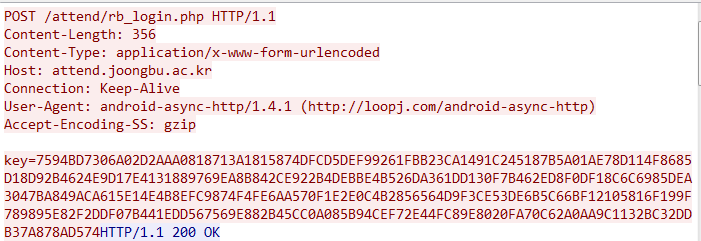 POST /attend/rb_login.php HTTP/1.1
Content-Length: 356
Content-Type: application/x-www-form-urlencoded
Host: attend.joongbu.ac.kr
Connection: Keep-Alive
User-Agent: android-async-http/1.4.1 (http://loopj.com/android-async-http)
Accept-Encoding-SS: gzip

key=7594BD7306A02D2AAA0818713A1815874DFCD5DEF99261FBB23CA1491C245187B5A01AE78D114F8685
D18D92B4624E9D17E4131889769EA8B842CE922B4DEBBE4B526DA361DD130F7B462ED8F0DF18C6C6985DEA
3047BA849ACA615E14E4B8EFC9874F4FE6AA570F1E2E0C4B2856564D9F3CE53DE6B5C66BF12105816F199F
789895E82F2DDF07B441EDD567569E882B45CC0A085B94CEF72E44FC89E8020FA70C62A0AA9C1132BC32DD
B37A878AD574HTTP/1.1 200 OK